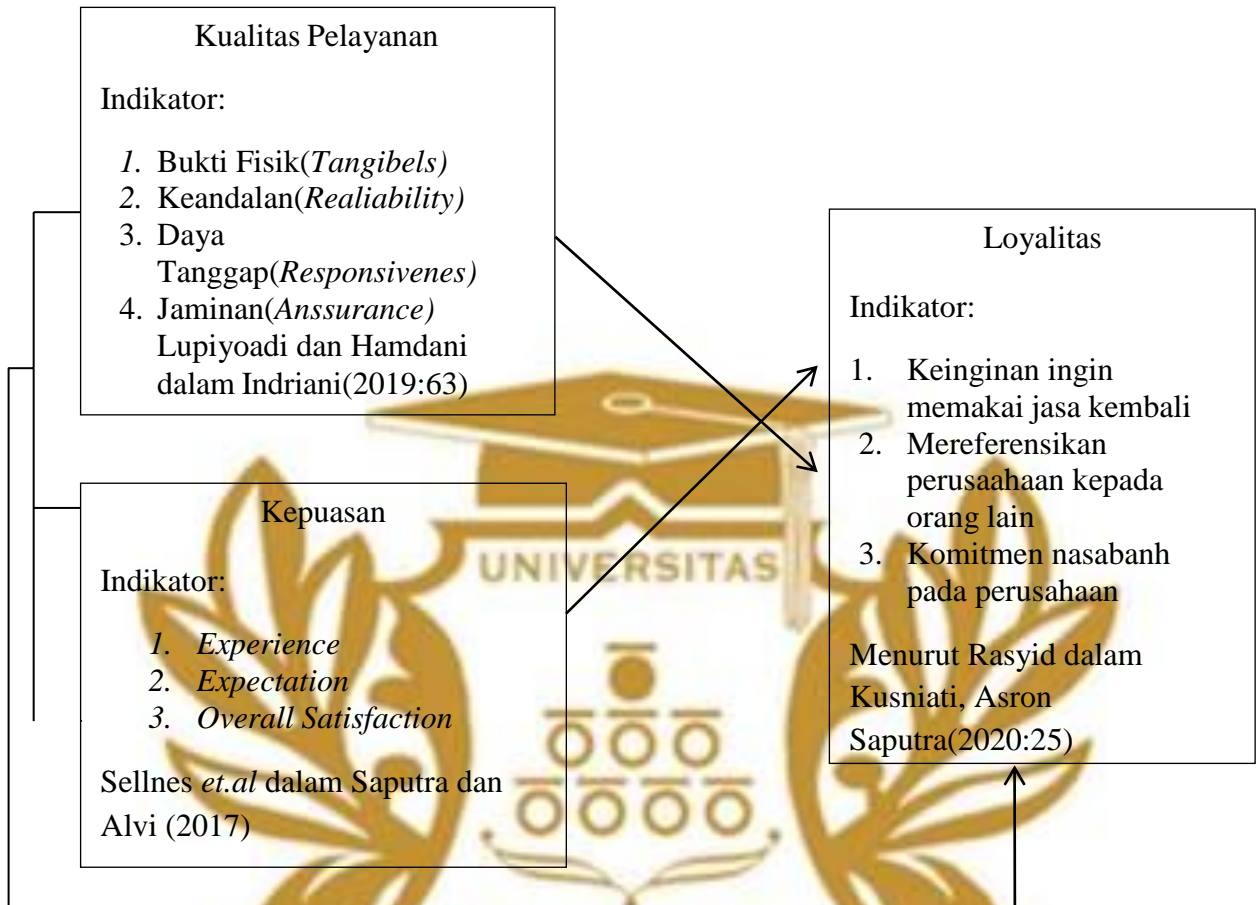 Kualitas Pelayanan
Indikator:
1. Bukti Fisik(Tangibels)
2. Keandalan(Realiability)
3. Daya
Tanggap(Responsivenes)
4. Jaminan(Anssurance)
Lupiyoadi dan Hamdani
dalam Indriani(2019:63)
Kepuasan
Indikator:
1. Experience
2. Expectation
3. Overall Satisfaction
Sellnes et.al dalam Saputra dan
Alvi (2017)
Loyalitas
Indikator:
1. Keinginan ingin
memakai jasa kembali
2. Mereferensikan
perusaahaan kepada
orang lain
3. Komitmen nasabanh
pada perusahaan
Menurut Rasyid dalam
Kusniati, Asron
Saputra(2020:25)
UNIVERSITAS